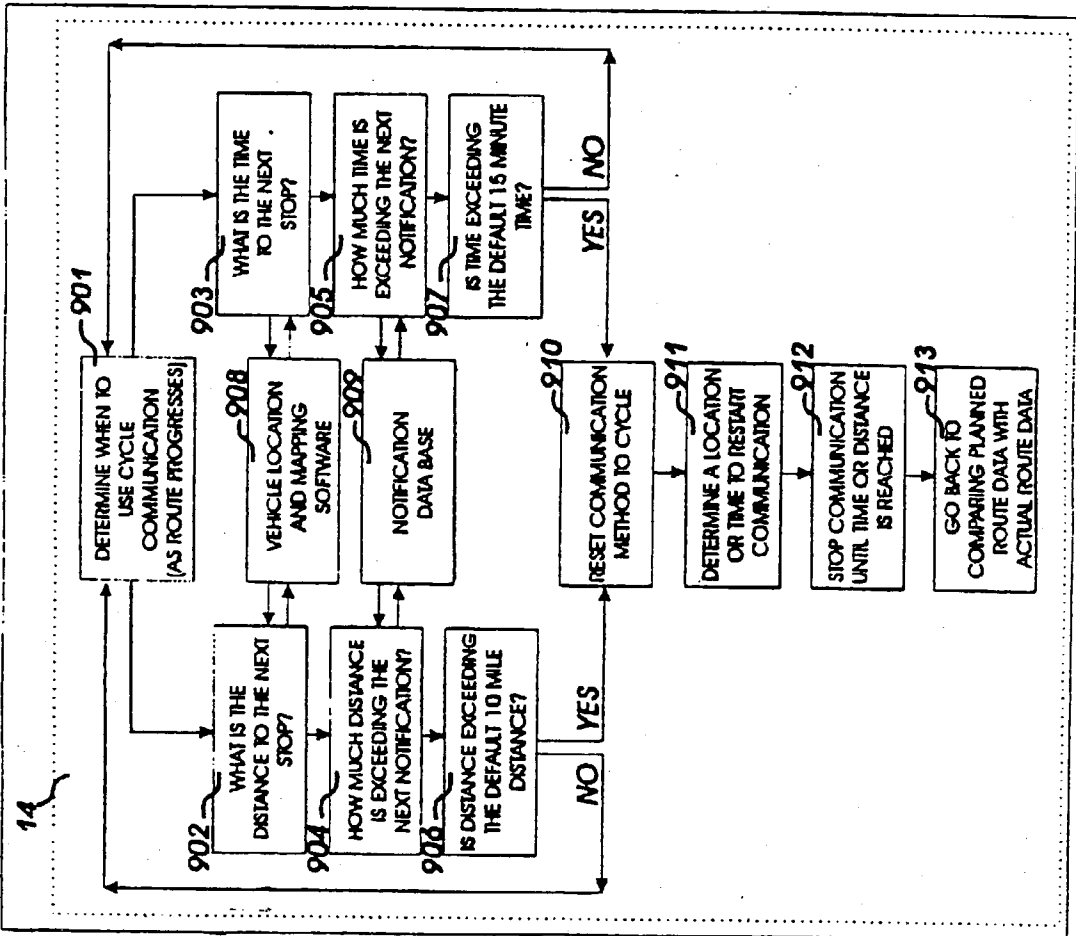 14
901
DETERMINE WHEN TO
USE CYCLE
COMMUNICATION
(AS ROUTE PROGRESSES)
902
WHAT IS THE
DISTANCE TO THE NEXT
STOP?
908
VEHICLE LOCATION
AND MAPPING
SOFTWARE
903
WHAT IS THE TIME
TO THE NEXT
STOP?
904
HOW MUCH DISTANCE
IS EXCEEDING THE
NEXT NOTIFICATION?
909
NOTIFICATION
DATA BASE
905
HOW MUCH TIME IS
EXCEEDING THE NEXT
NOTIFICATION?
906
IS DISTANCE EXCEEDING
THE DEFAULT 10 MILE
DISTANCE?
907
IS TIME EXCEEDING
THE DEFAULT 15 MINUTE
TIME?
NO
YES
YES
NO
910
RESET COMMUNICATION
METHOD TO CYCLE
911
DETERMINE A LOCATION
OR TIME TO RESTART
COMMUNICATION
912
STOP COMMUNICATION
UNTIL TIME OR DISTANCE
IS REACHED
913
GO BACK TO
COMPARING PLANNED
ROUTE DATA WITH
ACTUAL ROUTE DATA